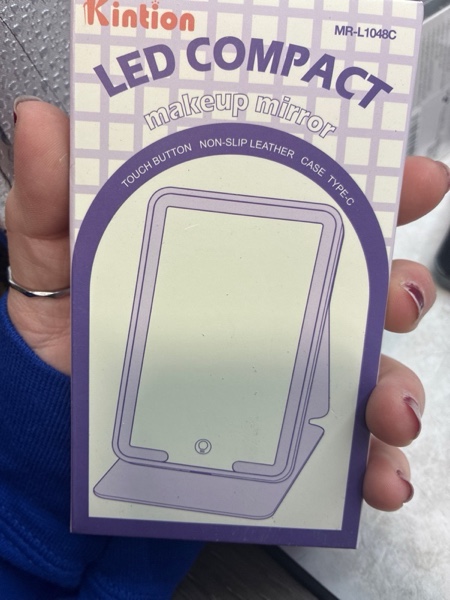 Kintion
MR-L1048C
LED COMPACT
makeup mirror
TOUCH BUTTON NON-SLIP LEATHER CASE TYPE-C